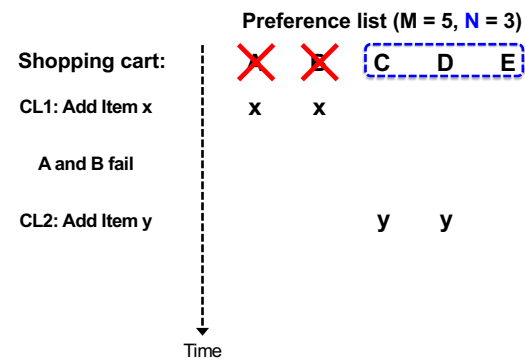 Preference list (M = 5, N = 3)
Shopping cart: A B C D E
CL1: Add Item x x x
A and B fail
CL2: Add Item y y y
Time